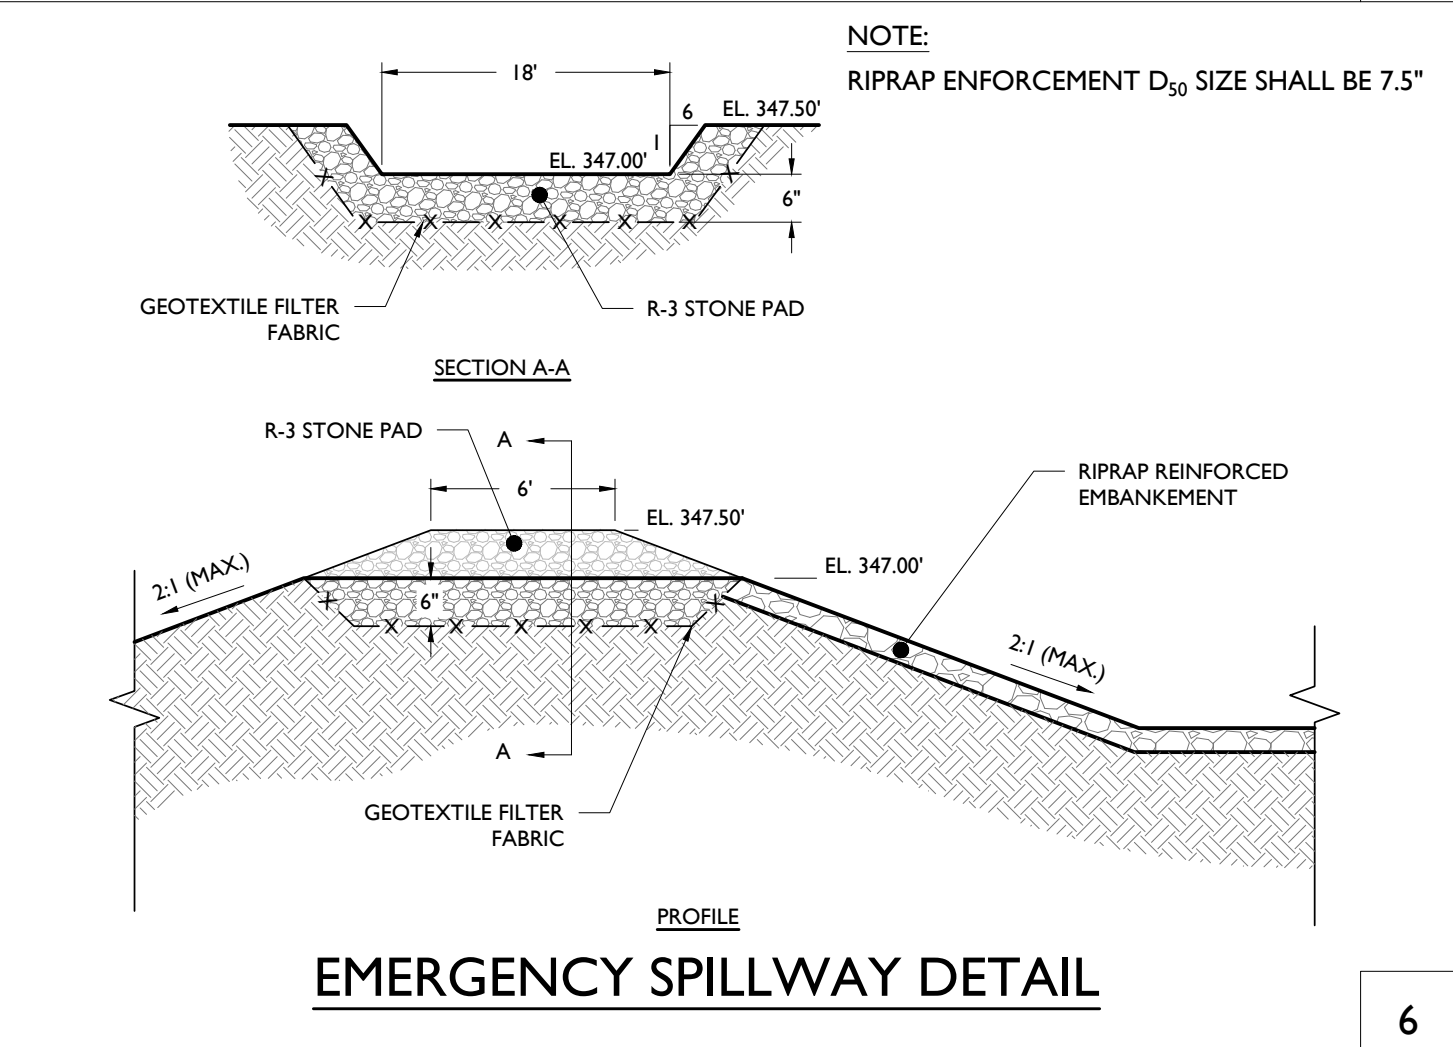 NOTE:
RIPRAP ENFORCEMENT D50 SIZE SHALL BE 7.5"
18'
6
EL. 347.50'
1
EL. 347.00'
6"
GEOTEXTILE FILTER
FABRIC
R-3 STONE PAD
SECTION A-A
R-3 STONE PAD
A
6'
EL. 347.50'
RIPRAP REINFORCED
EMBANKEMENT
2:1 (MAX.)
EL. 347.00'
6"
2:1 (MAX.)
A
GEOTEXTILE FILTER
FABRIC
PROFILE
EMERGENCY SPILLWAY DETAIL
6